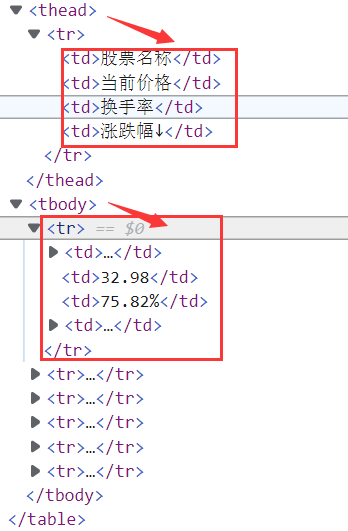 <thead>
<tr>
<td>股票名称</td>
<td>当前价格</td>
<td>换手率</td>
<td>涨跌幅↓</td>
</tr>
</thead>
<tbody>
<tr> == $0
<td>…</td>
<td>32.98</td>
<td>75.82%</td>
<td>…</td>
</tr>
<tr>…</tr>
<tr>…</tr>
<tr>…</tr>
<tr>…</tr>
<tr>…</tr>
</tbody>
</table>